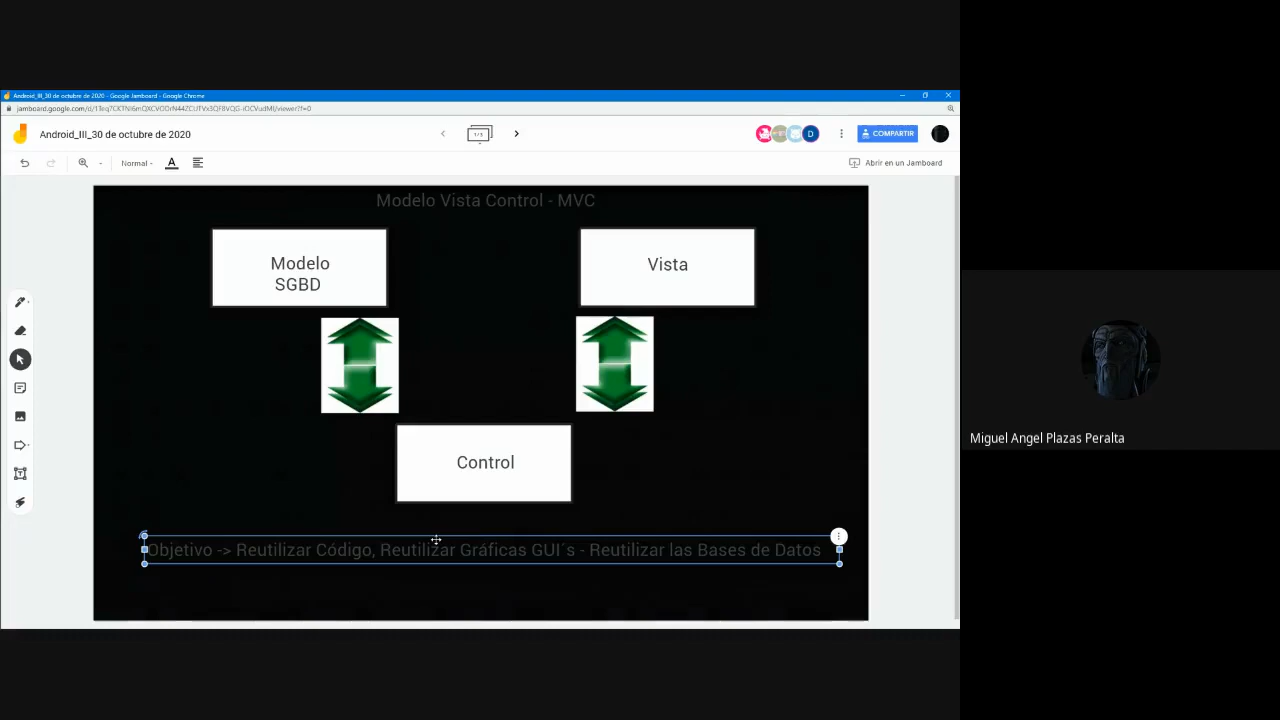 Android_III_30 de octubre de 2020 - Google Jamboard - Google Chrome
Android_III_30 de octubre de 2020
1/3
D
COMPARTIR
Normal
A
Abrir en un Jamboard
Modelo Vista Control - MVC
Modelo
SGBD
Vista
Control
Objetivo -> Reutilizar Código, Reutilizar Gráficas GUI´s - Reutilizar las Bases de Datos
Miguel Angel Plazas Peralta